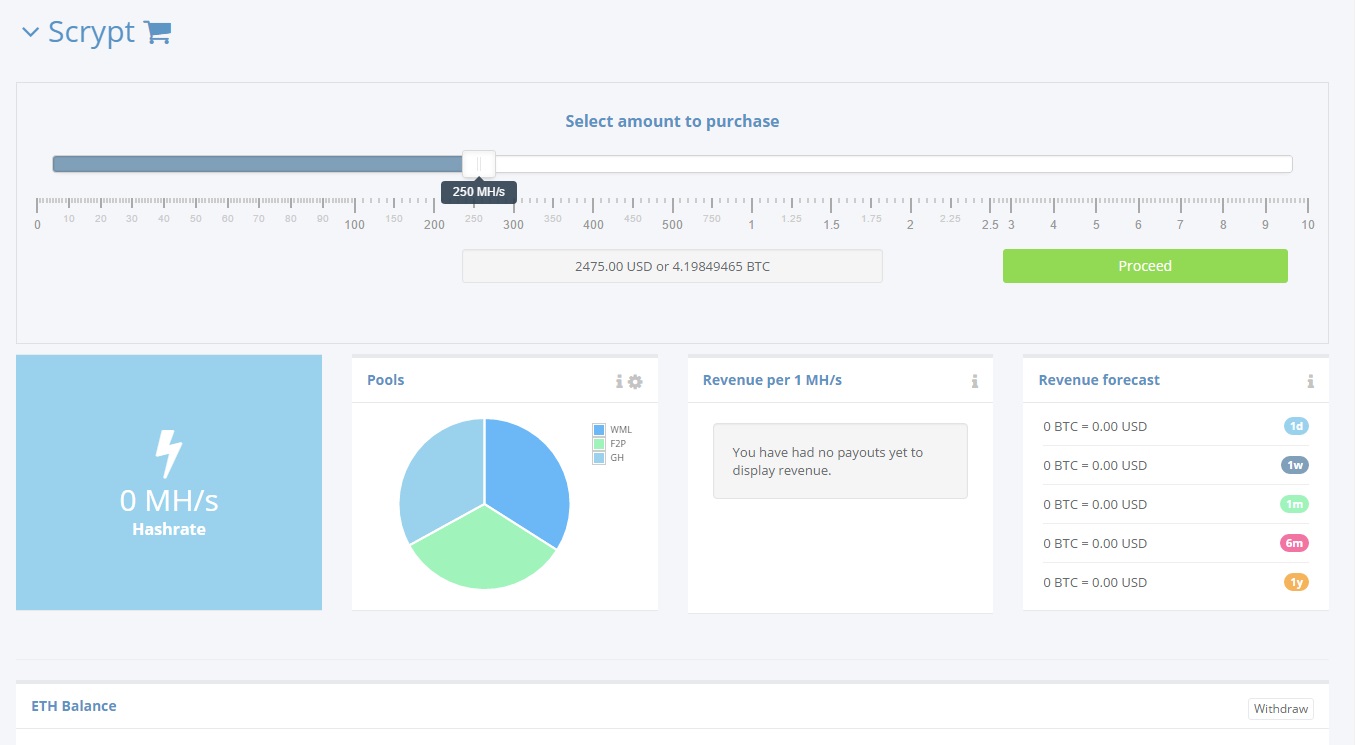 Scrypt
Select amount to purchase
250 MH/s
10 20 30 40 50 60 70 80 90 150 250 350 450 750 1.25 1.75 2.25
0 100 200 300 400 500 1 1.5 2 2.5 3 4 5 6 7 8 9 10
2475.00 USD or 4.19849465 BTC
Proceed
0 MH/s
Hashrate
Pools
WML
F2P
GH
Revenue per 1 MH/s
You have had no payouts yet to
display revenue.
Revenue forecast
0 BTC = 0.00 USD 1d
0 BTC = 0.00 USD 1w
0 BTC = 0.00 USD 1m
0 BTC = 0.00 USD 6m
0 BTC = 0.00 USD 1y
ETH Balance
Withdraw